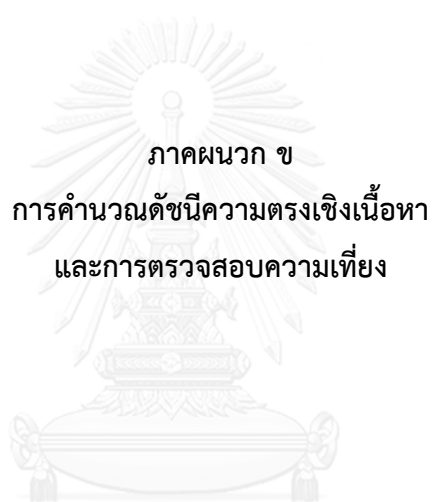 ภาคผนวก ข
การคำนวณดัชนีความตรงเชิงเนื้อหา
และการตรวจสอบความเที่ยง